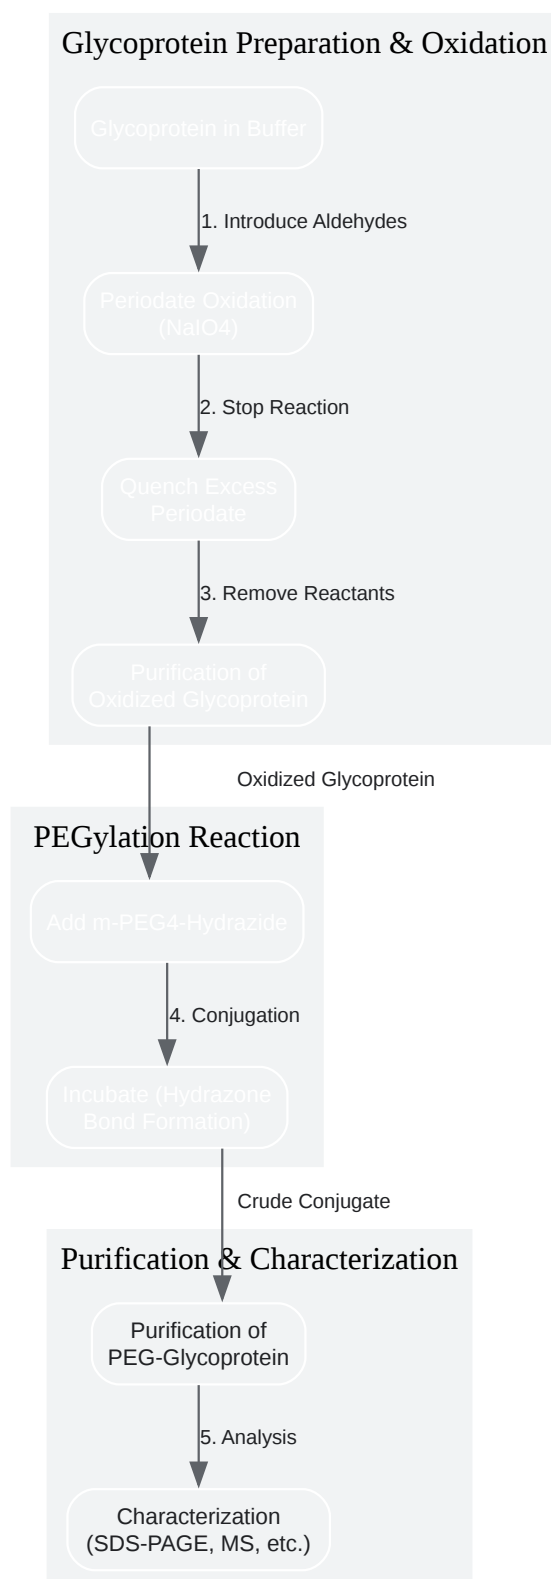 Glycoprotein Preparation & Oxidation
Glycoprotein in Buffer
1. Introduce Aldehydes
Periodate Oxidation
(NaIO4)
2. Stop Reaction
Quench Excess
Periodate
3. Remove Reactants
Purification of
Oxidized Glycoprotein
Oxidized Glycoprotein
PEGylation Reaction
Add m-PEG4-Hydrazide
4. Conjugation
Incubate (Hydrazone
Bond Formation)
Crude Conjugate
Purification & Characterization
Purification of
PEG-Glycoprotein
5. Analysis
Characterization
(SDS-PAGE, MS, etc.)